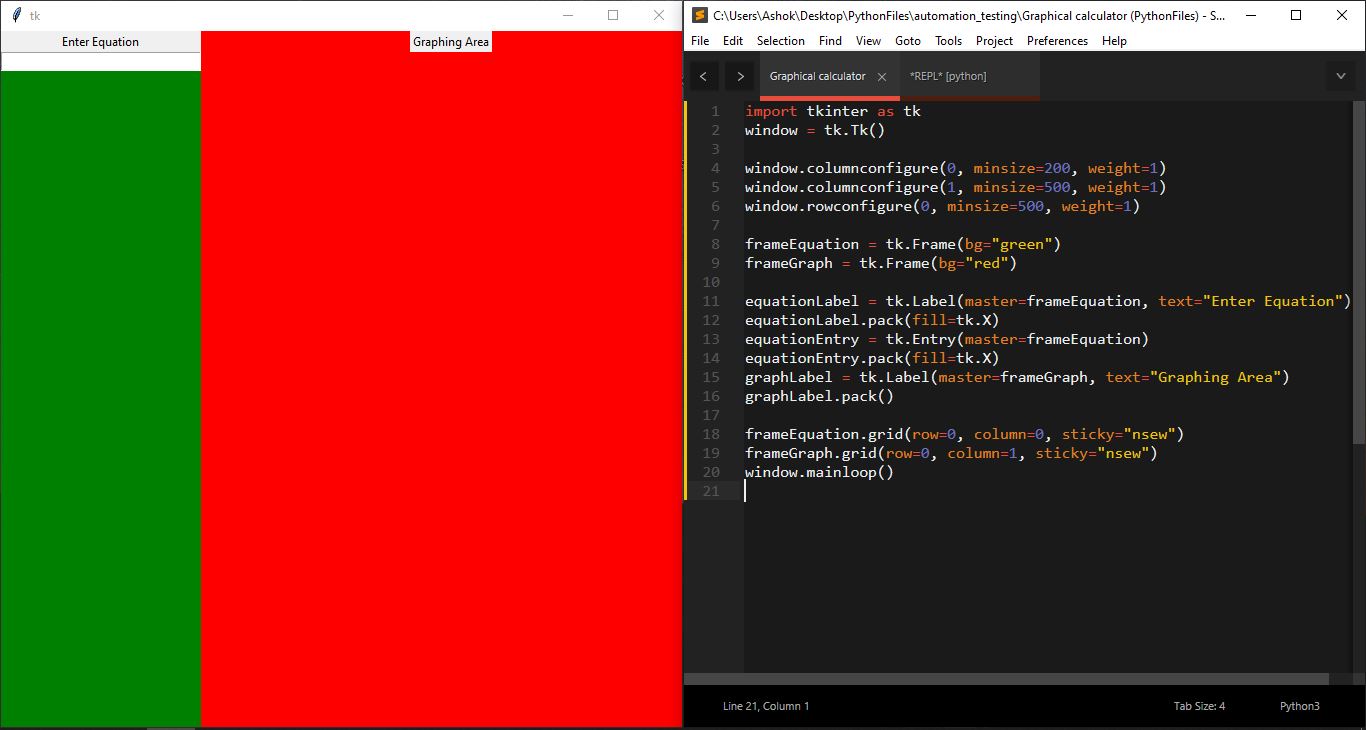 tk
Enter Equation
Graphing Area
C:\Users\Ashok\Desktop\PythonFiles\automation_testing\Graphical calculator (PythonFiles) - S...
File Edit Selection Find View Goto Tools Project Preferences Help
Graphical calculator *REPL* [python]
1 import tkinter as tk
2 window = tk.Tk()
3
4 window.columnconfigure(0, minsize=200, weight=1)
5 window.columnconfigure(1, minsize=500, weight=1)
6 window.rowconfigure(0, minsize=500, weight=1)
7
8 frameEquation = tk.Frame(bg="green")
9 frameGraph = tk.Frame(bg="red")
10
11 equationLabel = tk.Label(master=frameEquation, text="Enter Equation")
12 equationLabel.pack(fill=tk.X)
13 equationEntry = tk.Entry(master=frameEquation)
14 equationEntry.pack(fill=tk.X)
15 graphLabel = tk.Label(master=frameGraph, text="Graphing Area")
16 graphLabel.pack()
17
18 frameEquation.grid(row=0, column=0, sticky="nsew")
19 frameGraph.grid(row=0, column=1, sticky="nsew")
20 window.mainloop()
21
Line 21, Column 1 Tab Size: 4 Python3